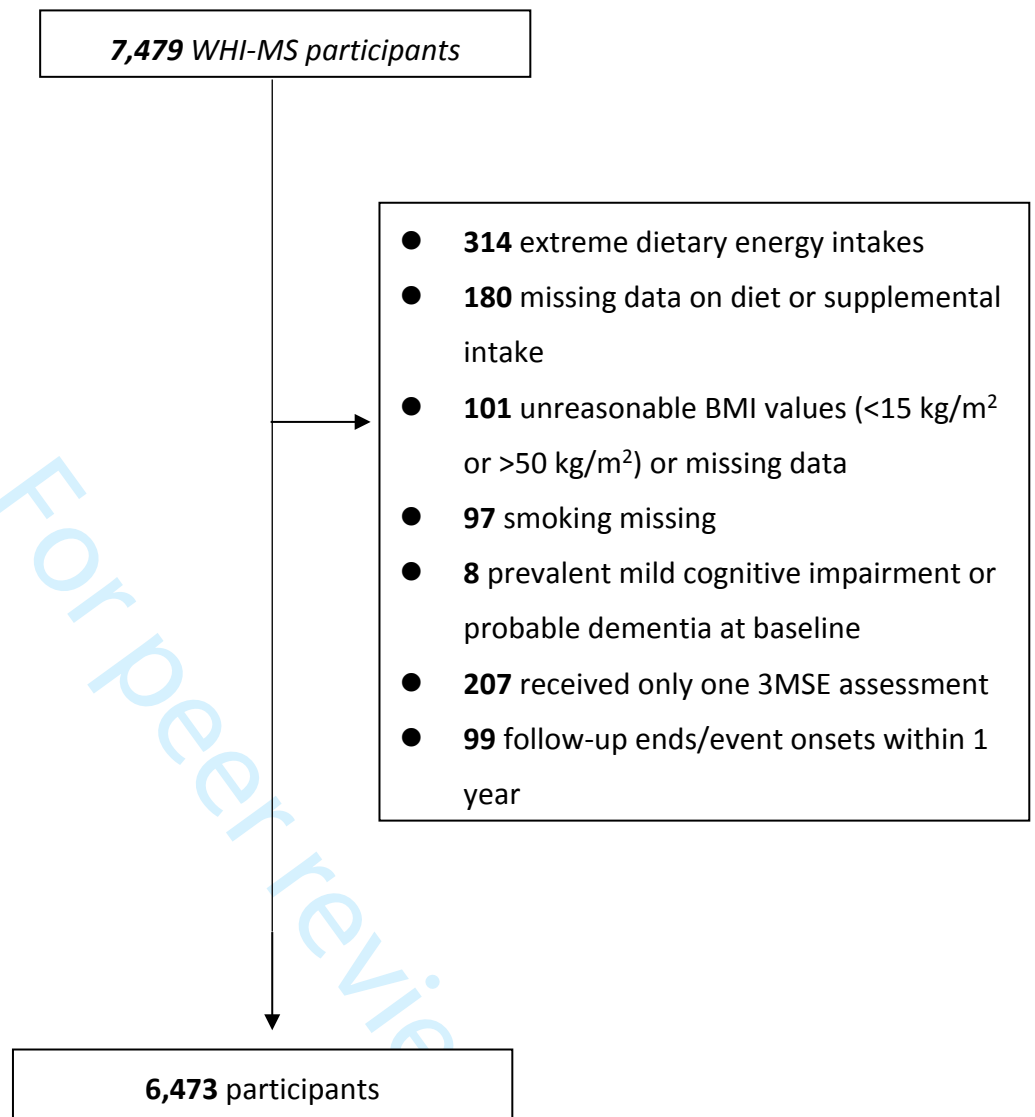 7,479 WHI-MS participants
● 314 extreme dietary energy intakes
● 180 missing data on diet or supplemental
intake
● 101 unreasonable BMI values (<15 kg/m²
or >50 kg/m²) or missing data
● 97 smoking missing
● 8 prevalent mild cognitive impairment or
probable dementia at baseline
● 207 received only one 3MSE assessment
● 99 follow-up ends/event onsets within 1
year
For peer revie
6,473 participants